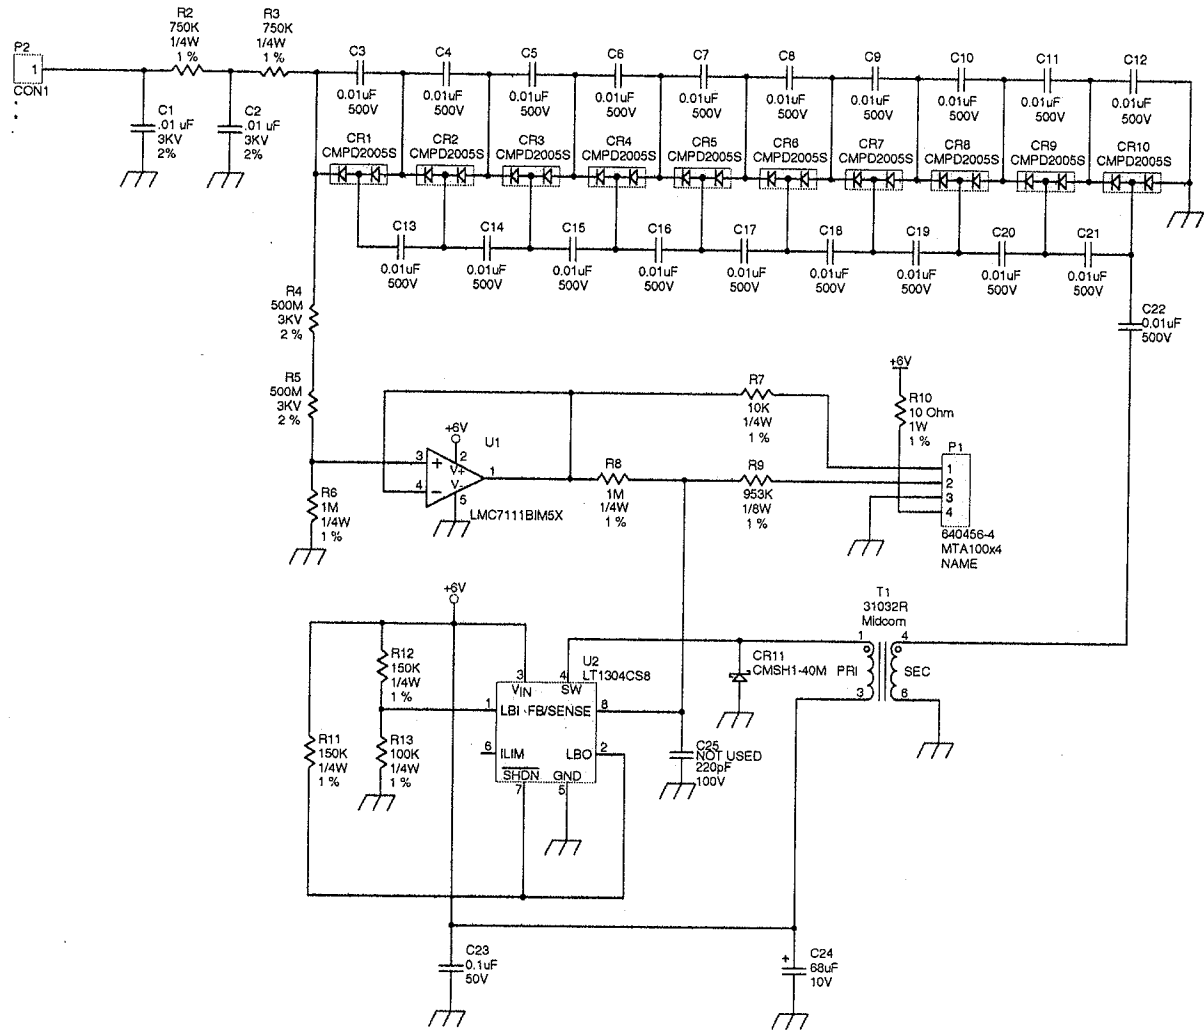 P2
1
CON1
R2
750K
1/4W
1 %
R3
750K
1/4W
1 %
C1
.01 uF
3KV
2%
C2
.01 uF
3KV
2%
C3
0.01uF
500V
C4
0.01uF
500V
C5
0.01uF
500V
C6
0.01uF
500V
C7
0.01uF
500V
C8
0.01uF
500V
C9
0.01uF
500V
C10
0.01uF
500V
C11
0.01uF
500V
C12
0.01uF
500V
CR1
CMPD2005S
CR2
CMPD2005S
CR3
CMPD2005S
CR4
CMPD2005S
CR5
CMPD2005S
CR6
CMPD2005S
CR7
CMPD2005S
CR8
CMPD2005S
CR9
CMPD2005S
CR10
CMPD2005S
C13
0.01uF
500V
C14
0.01uF
500V
C15
0.01uF
500V
C16
0.01uF
500V
C17
0.01uF
500V
C18
0.01uF
500V
C19
0.01uF
500V
C20
0.01uF
500V
C21
0.01uF
500V
C22
0.01uF
500V
R4
500M
3KV
2 %
R5
500M
3KV
2 %
R6
1M
1/4W
1 %
+6V
U1
3
+
2
V+
1
4
−
V-
5
LMC7111BIM5X
R7
10K
1/4W
1 %
R8
1M
1/4W
1 %
R9
953K
1/8W
1 %
+6V
R10
10 Ohm
1W
1 %
P1
1
2
3
4
640456-4
MTA100x4
NAME
T1
31032R
Midcom
1
4
PRI
SEC
3
6
+6V
R12
150K
1/4W
1 %
R11
150K
1/4W
1 %
R13
100K
1/4W
1 %
U2
LT1304CS8
3
4
VIN
SW
1
LBI
FB/SENSE
8
6
ILIM
LBO
2
SHDN
GND
7
5
CR11
CMSH1-40M
C25
NOT USED
220pF
100V
C23
0.1uF
50V
+
C24
68uF
10V